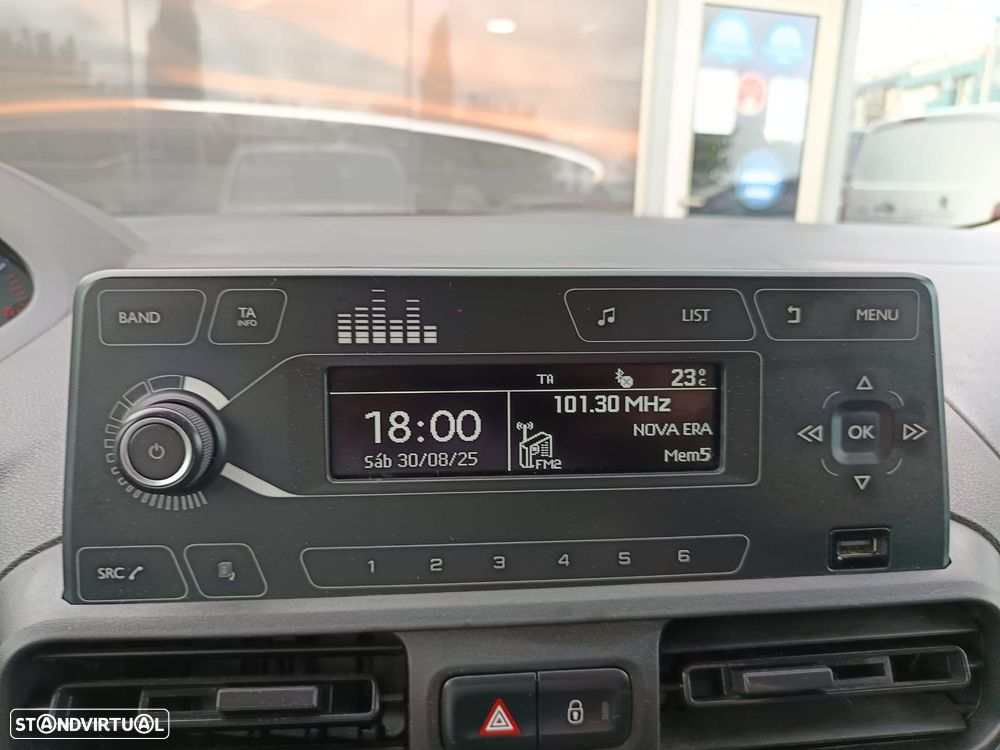 BAND
TA
INFO
LIST
MENU
TA
23°C
18:00
Sáb 30/08/25
101.30 MHz
NOVA ERA
FM2
Mem5
OK
SRC
1 2 3 4 5 6
STANDVIRTUAL